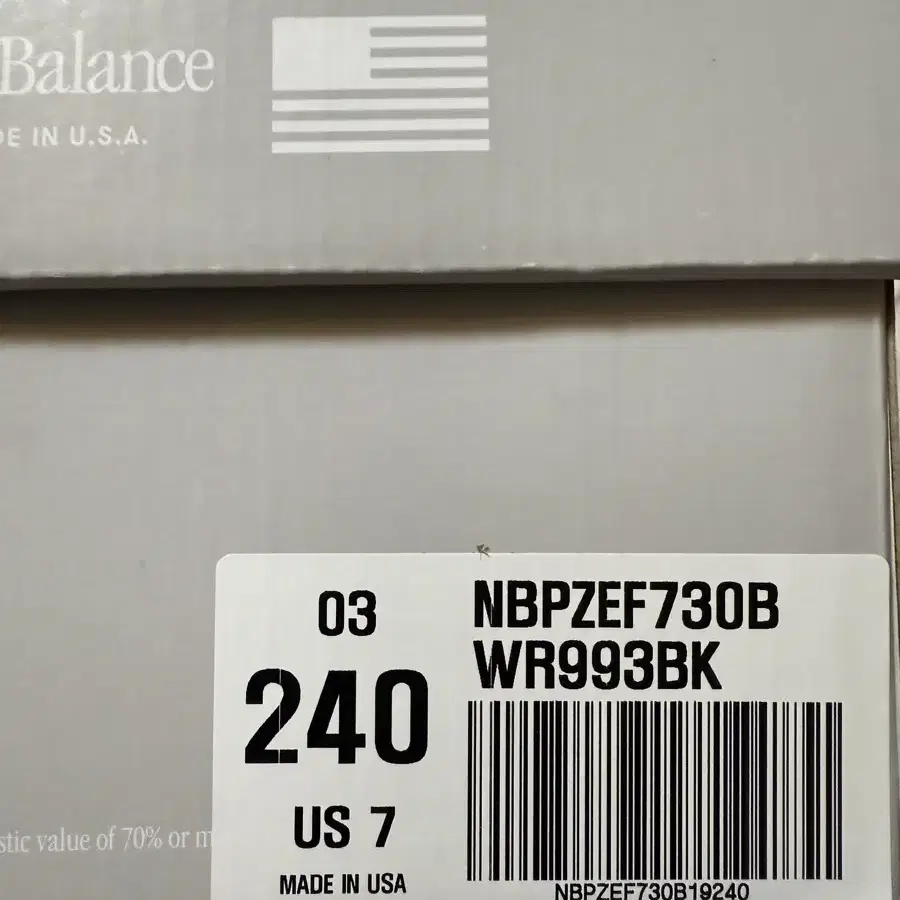 Balance
DE IN U.S.A.
03
240
US 7
MADE IN USA
NBPZEF730B
WR993BK
NBPZEF730B19240
stic value of 70% or m